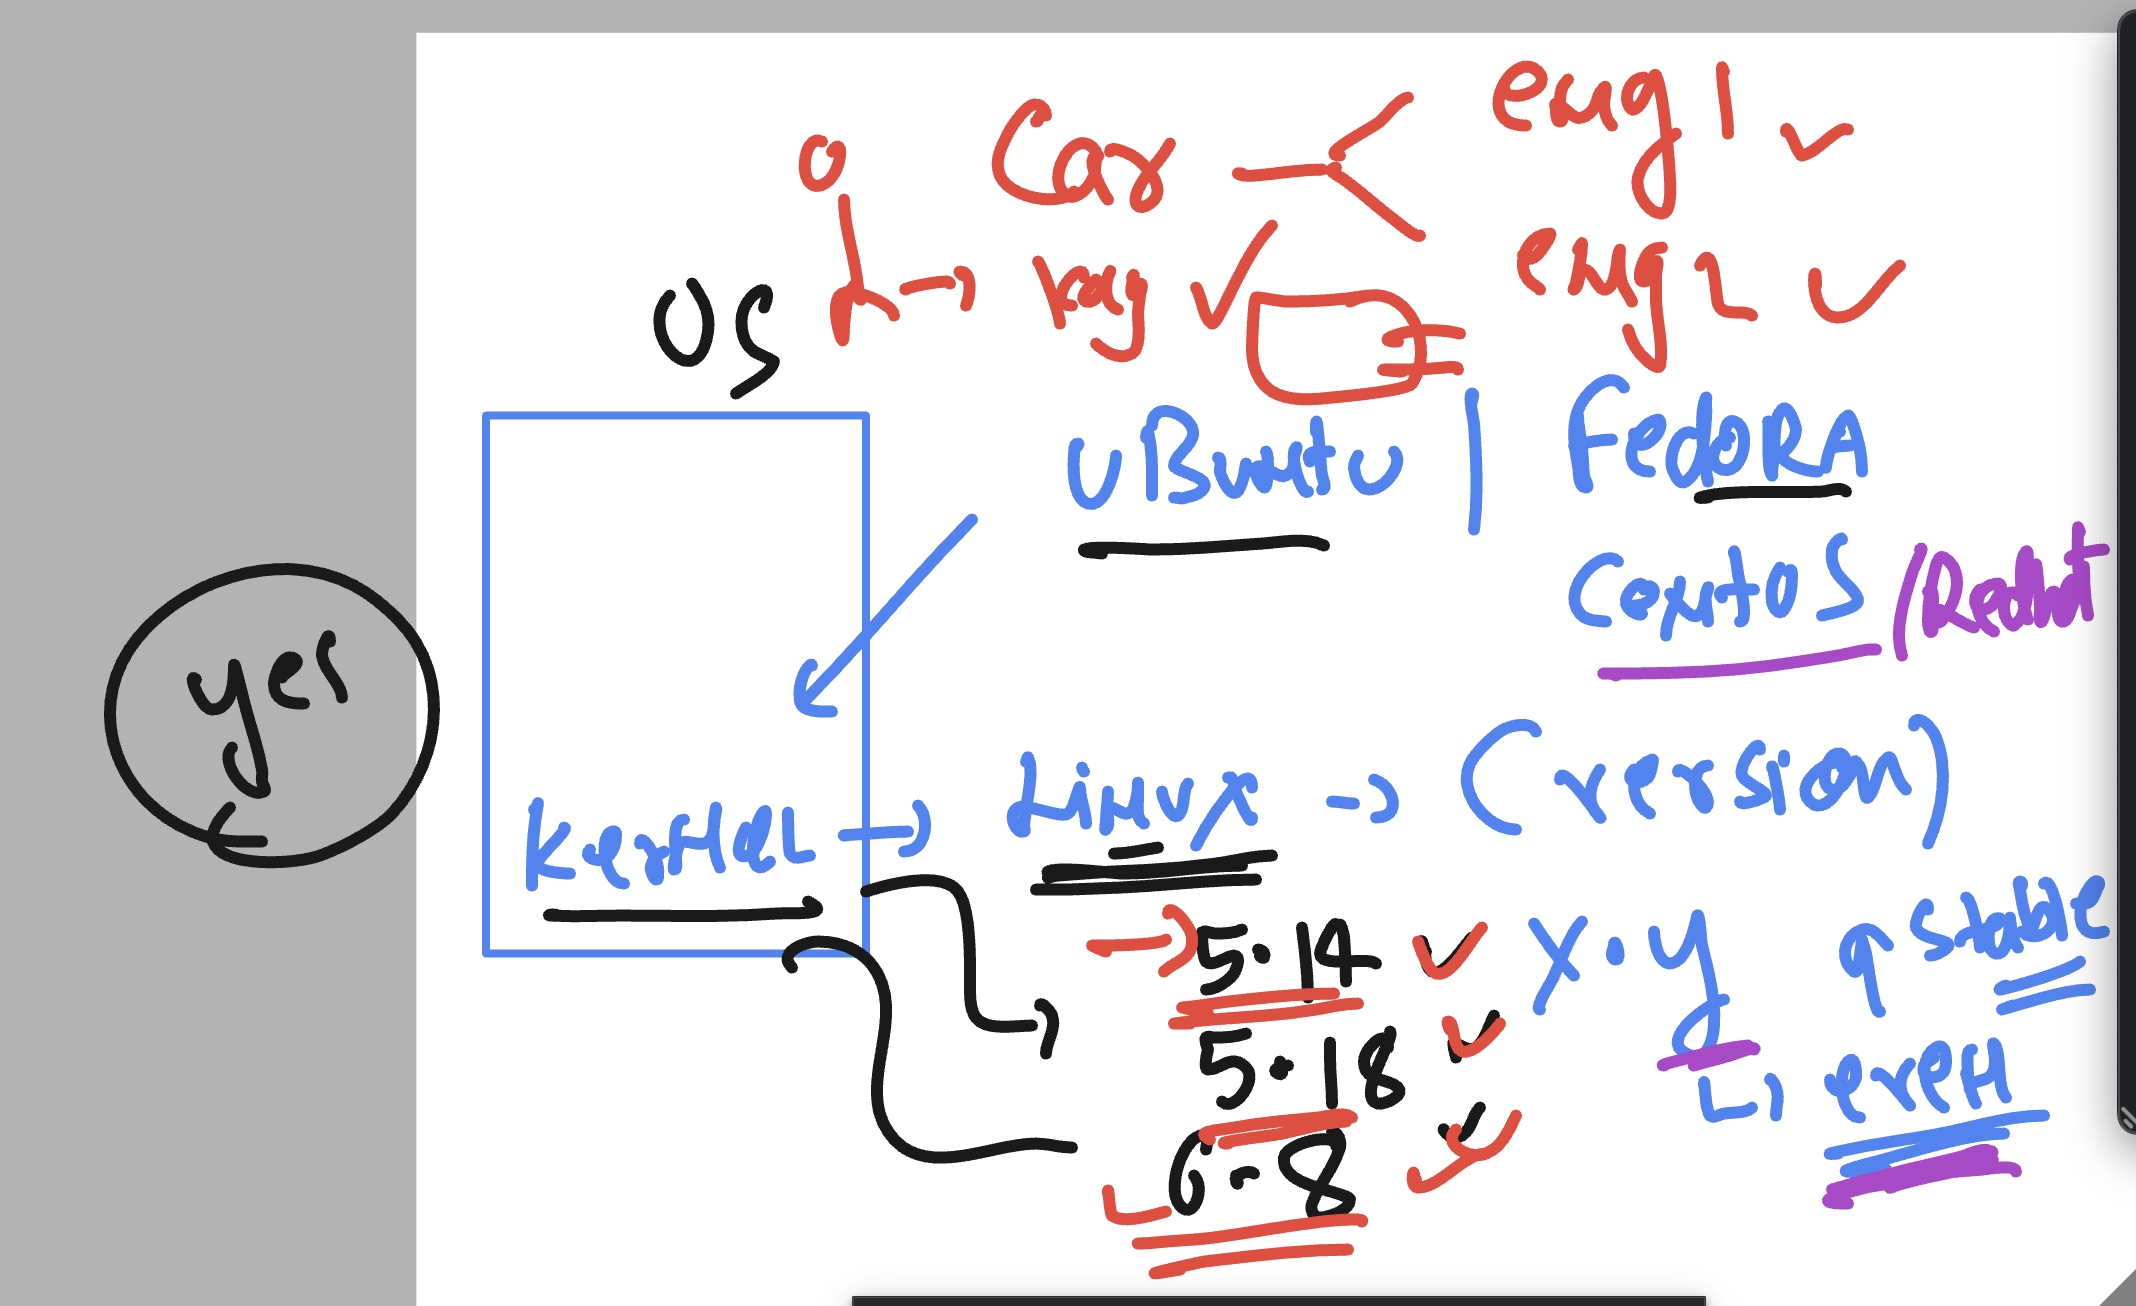 Car eng 1
key eng 2
OS
UBuntu | FedoRA
CentOS / Redhat
yes
KerNel → LiNUX → (version)
5.14 X.y stable
5.18 eveN
6.8